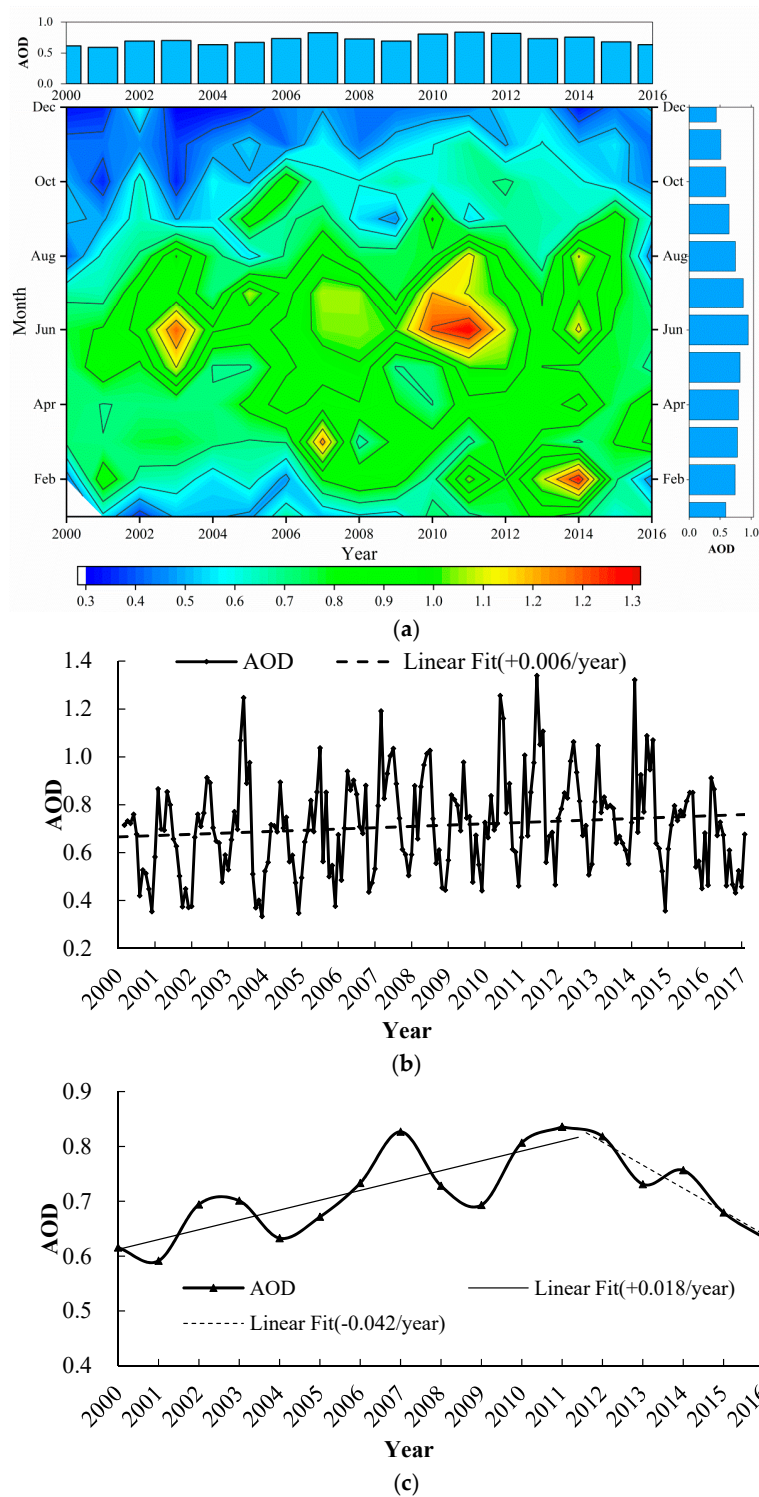 1.0
AOD
0.5
0.0
2000 2002 2004 2006 2008 2010 2012 2014 2016
Dec Dec
Oct Oct
Aug Aug
Month
Jun Jun
Apr Apr
Feb Feb
2000 2002 2004 2006 2008 2010 2012 2014 2016 0.0 0.5 1.0
Year AOD
0.3 0.4 0.5 0.6 0.7 0.8 0.9 1.0 1.1 1.2 1.3
(a)
1.4
AOD Linear Fit(+0.006/year)
1.2
1.0
AOD
0.8
0.6
0.4
0.2
2000 2001 2002 2003 2004 2005 2006 2007 2008 2009 2010 2011 2012 2013 2014 2015 2016 2017
Year
(b)
0.9
0.8
0.7
AOD
0.6
AOD Linear Fit(+0.018/year)
0.5
Linear Fit(-0.042/year)
0.4
2000 2001 2002 2003 2004 2005 2006 2007 2008 2009 2010 2011 2012 2013 2014 2015 2016
Year
(c)